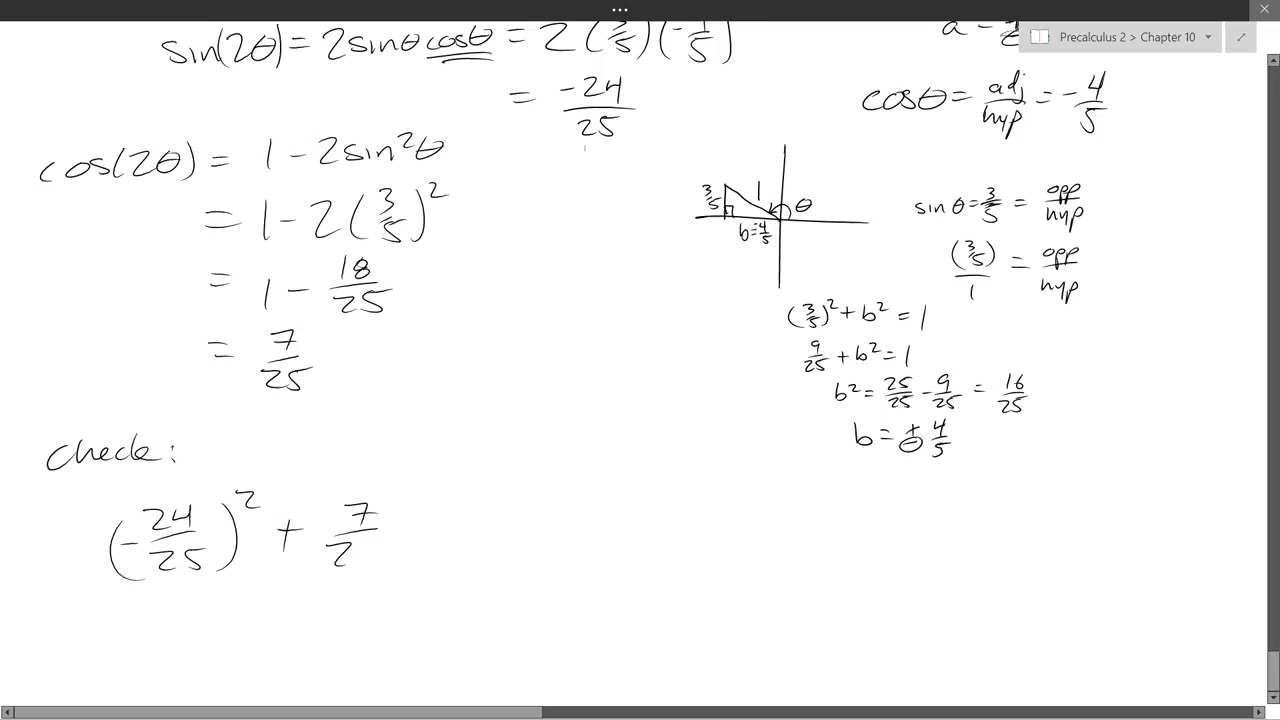 Precalculus 2 > Chapter 10
sin(2θ) = 2sinθcosθ = 2(3/5)(-4/5)
= -24/25
cos(2θ) = 1 - 2sin²θ
= 1 - 2(3/5)²
= 1 - 18/25
= 7/25
check:
(-24/25)² + 7/2
cosθ = adj/hyp = -4/5
3/5 1 θ
b=-4/5
sin θ = 3/5 = opp/hyp
(3/5)/1 = opp/hyp
(3/5)² + b² = 1
9/25 + b² = 1
b² = 25/25 - 9/25 = 16/25
b = ± 4/5